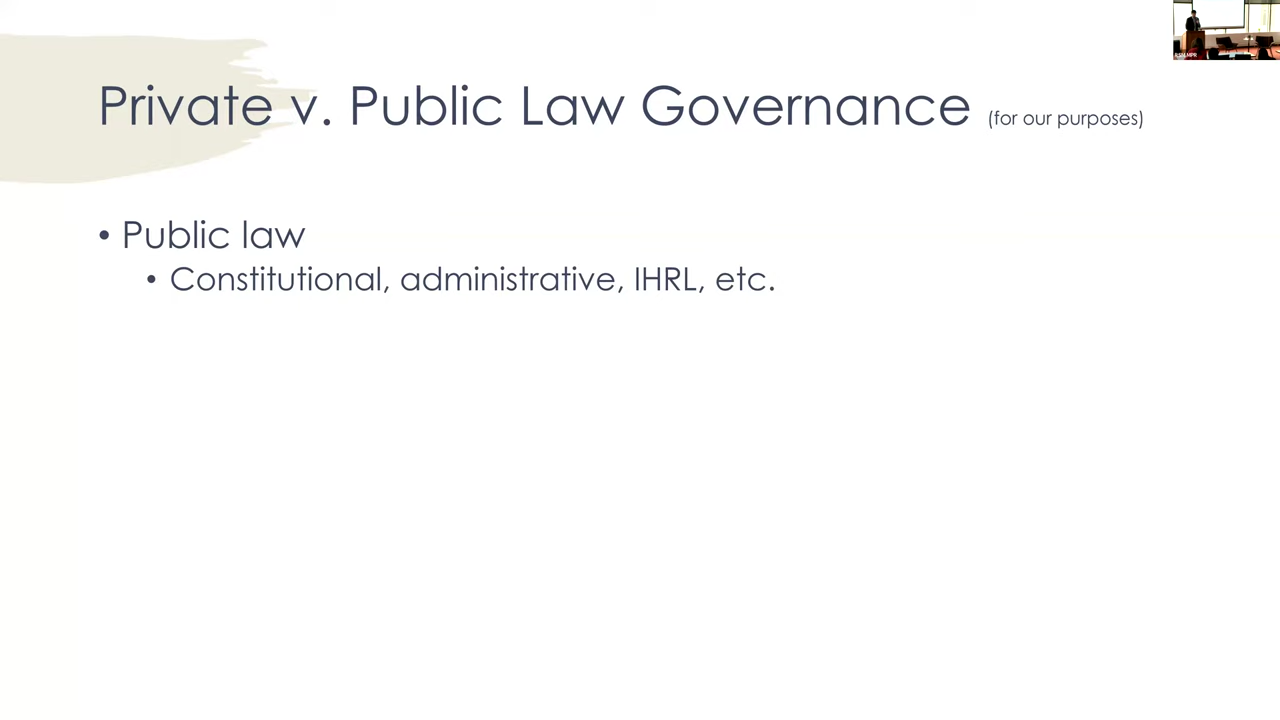 Private v. Public Law Governance (for our purposes)
• Public law
• Constitutional, administrative, IHRL, etc.